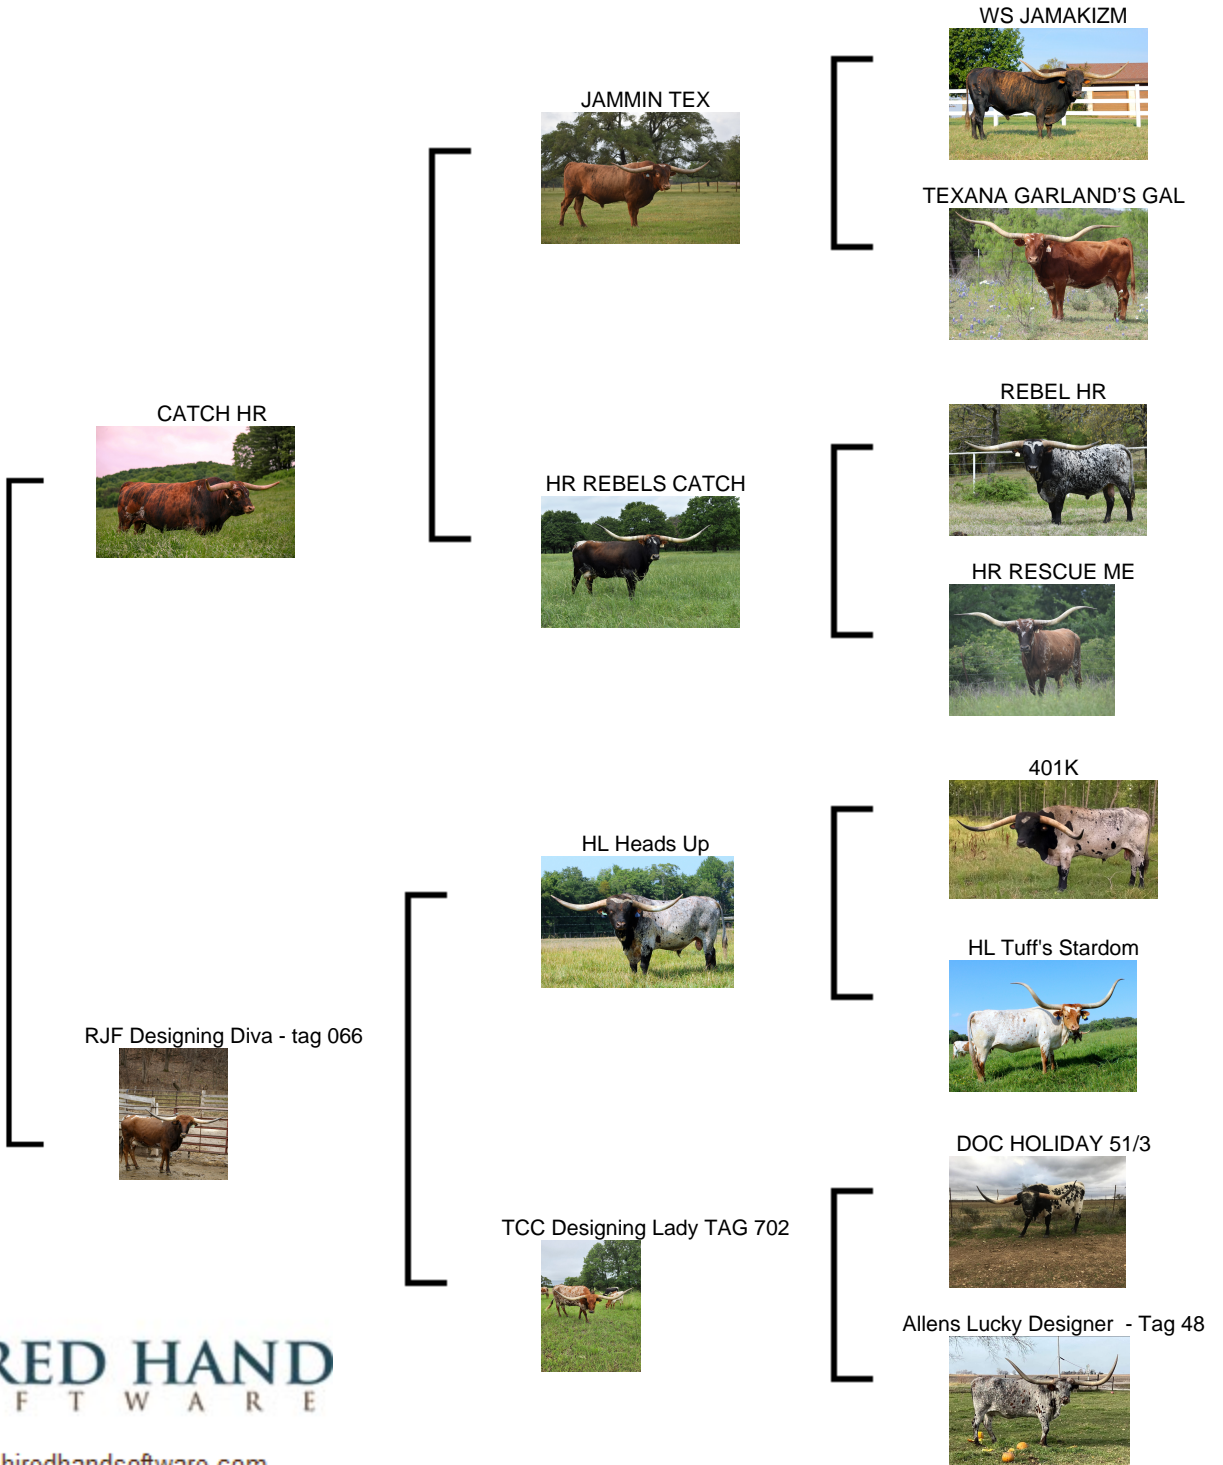 WS JAMAKIZM
JAMMIN TEX
TEXANA GARLAND'S GAL
CATCH HR
REBEL HR
HR REBELS CATCH
HR RESCUE ME
401K
HL Heads Up
HL Tuff's Stardom
RJF Designing Diva - tag 066
DOC HOLIDAY 51/3
TCC Designing Lady TAG 702
Allens Lucky Designer  - Tag 48
RED HAND
F T W A R E
hiredhandsoftware.com